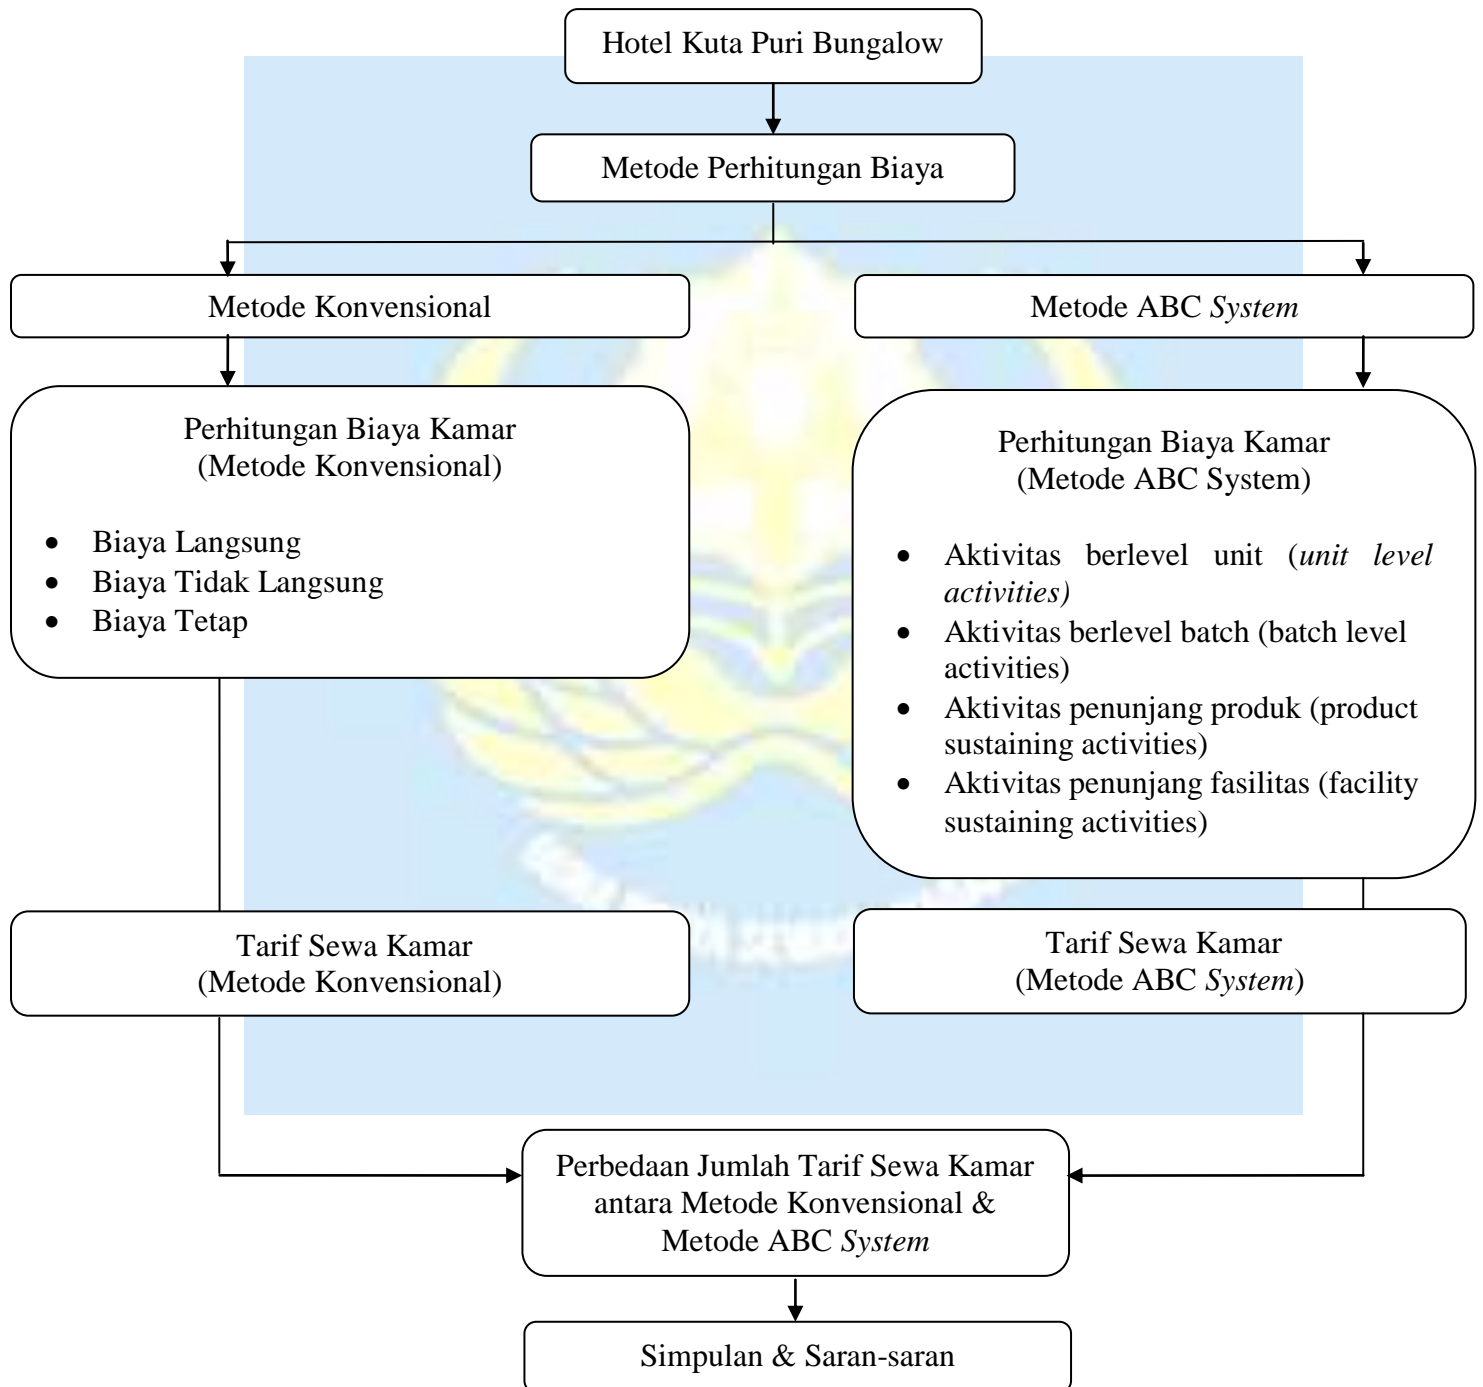 Hotel Kuta Puri Bungalow
Metode Perhitungan Biaya
Metode Konvensional
Metode ABC System
Perhitungan Biaya Kamar
(Metode Konvensional)
• Biaya Langsung
• Biaya Tidak Langsung
• Biaya Tetap
Perhitungan Biaya Kamar
(Metode ABC System)
• Aktivitas berlevel unit (unit level
activities)
• Aktivitas berlevel batch (batch level
activities)
• Aktivitas penunjang produk (product
sustaining activities)
• Aktivitas penunjang fasilitas (facility
sustaining activities)
Tarif Sewa Kamar
(Metode Konvensional)
Tarif Sewa Kamar
(Metode ABC System)
Perbedaan Jumlah Tarif Sewa Kamar
antara Metode Konvensional &
Metode ABC System
Simpulan & Saran-saran